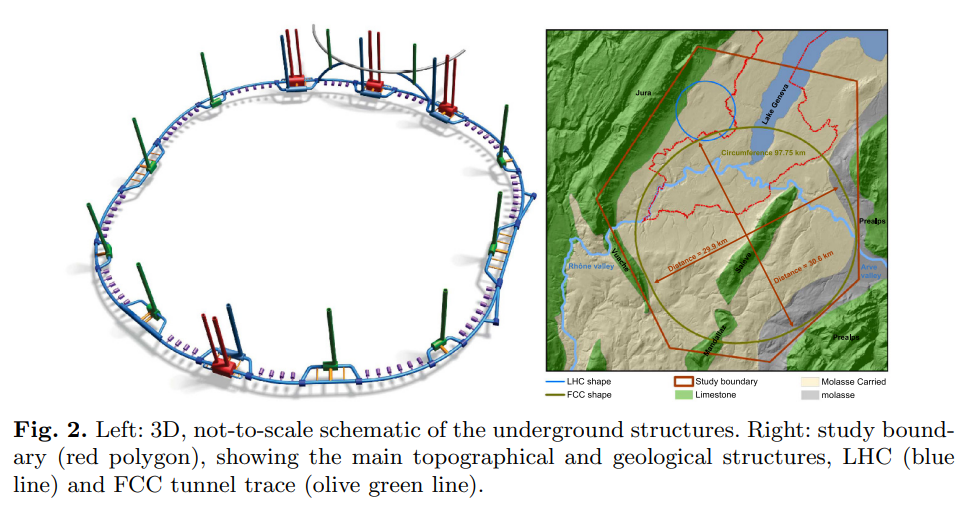 Jura
Lake Geneva
Circumference 97.75 km
Prealps
Distance = 29.9 km
Rhône valley
Vuache
Salève
Distance = 30.6 km
Arve
valley
Mandallaz
Prealps
LHC shape
Study boundary
Molasse Carried
FCC shape
Limestone
molasse
Fig. 2. Left: 3D, not-to-scale schematic of the underground structures. Right: study bound-
ary (red polygon), showing the main topographical and geological structures, LHC (blue
line) and FCC tunnel trace (olive green line).